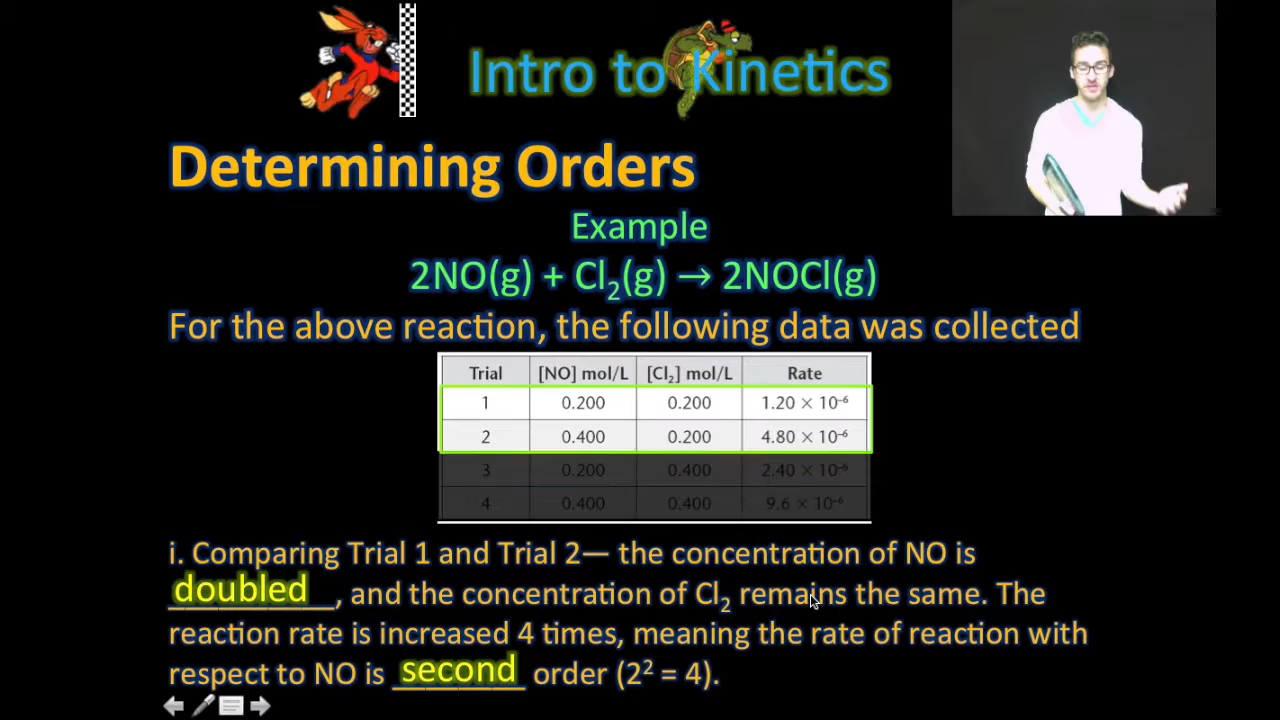 Intro to Kinetics
Determining Orders
Example
2NO(g) + Cl₂(g) → 2NOCl(g)
For the above reaction, the following data was collected
Trial [NO] mol/L [Cl₂] mol/L Rate
1 0.200 0.200 1.20 × 10⁻⁶
2 0.400 0.200 4.80 × 10⁻⁶
3 0.200 0.400 2.40 × 10⁻⁶
4 0.400 0.400 9.6 × 10⁻⁶
i. Comparing Trial 1 and Trial 2— the concentration of NO is
doubled, and the concentration of Cl₂ remains the same. The
reaction rate is increased 4 times, meaning the rate of reaction with
respect to NO is second order (2² = 4).